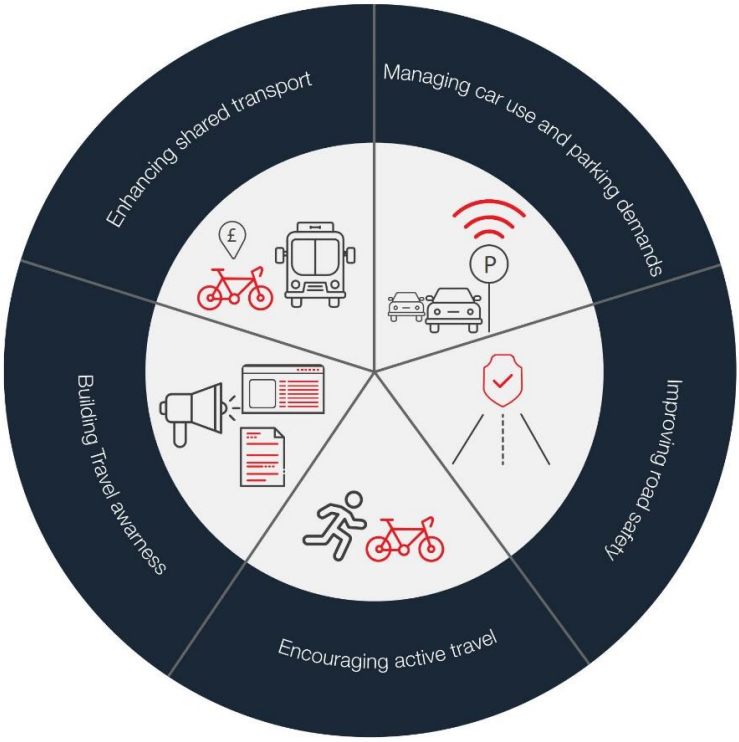 Enhancing shared transport
Managing car use and parking demands
£
P
Building Travel awarness
Improving road safety
Encouraging active travel